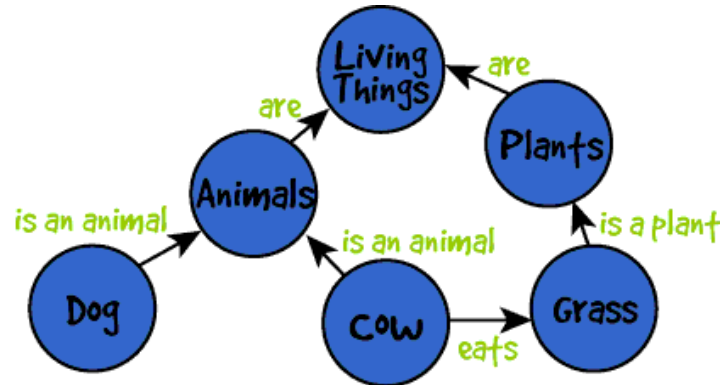 Living
Things
are
are
Plants
Animals
is an animal
is an animal
is a plant
Dog
Cow
Grass
eats